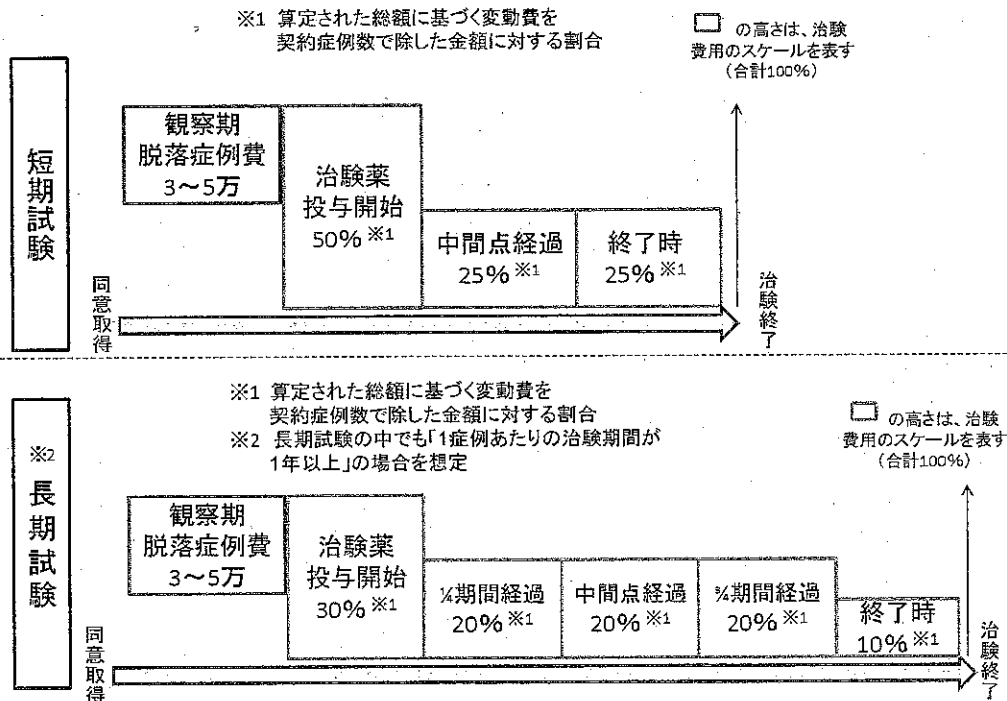 ※1 算定された総額に基づく変動費を
契約症例数で除した金額に対する割合
□ の高さは、治験
費用のスケールを表す
(合計100%)
短期試験
観察期
脱落症例費
3～5万
治験薬
投与開始
50% ※1
中間点経過
25% ※1
終了時
25% ※1
同意取得
治験終了
※1 算定された総額に基づく変動費を
契約症例数で除した金額に対する割合
※2 長期試験の中でも「1症例あたりの治験期間が
1年以上」の場合を想定
□ の高さは、治験
費用のスケールを表す
(合計100%)
※2
長期試験
観察期
脱落症例費
3～5万
治験薬
投与開始
30% ※1
¼期間経過
20% ※1
中間点経過
20% ※1
¾期間経過
20% ※1
終了時
10% ※1
同意取得
治験終了